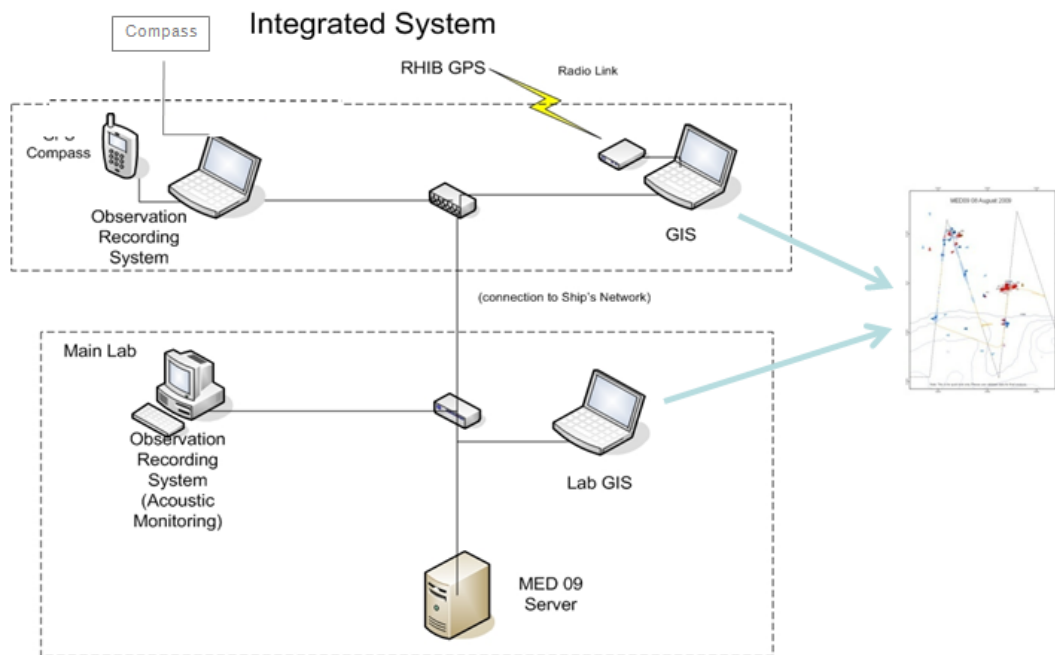 Integrated System
Compass
RHIB GPS
Radio Link
Compass
Observation
Recording
System
GIS
(connection to Ship's Network)
MED09 08 August 2009
Main Lab
Observation
Recording
System
(Acoustic
Monitoring)
Lab GIS
MED 09
Server